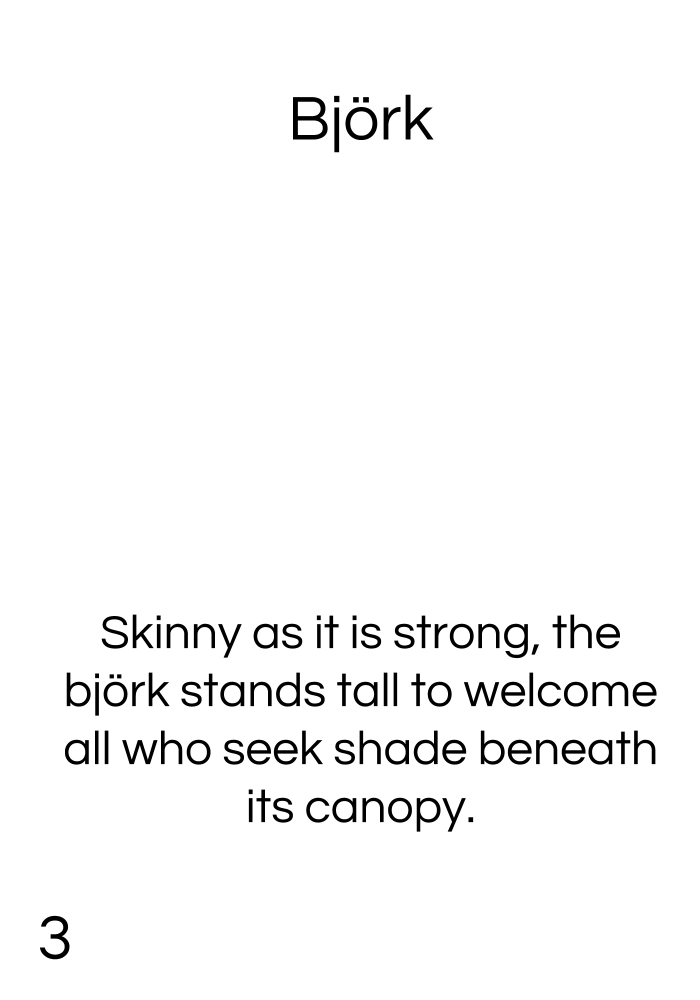 Björk
Skinny as it is strong, the
björk stands tall to welcome
all who seek shade beneath
its canopy.
3